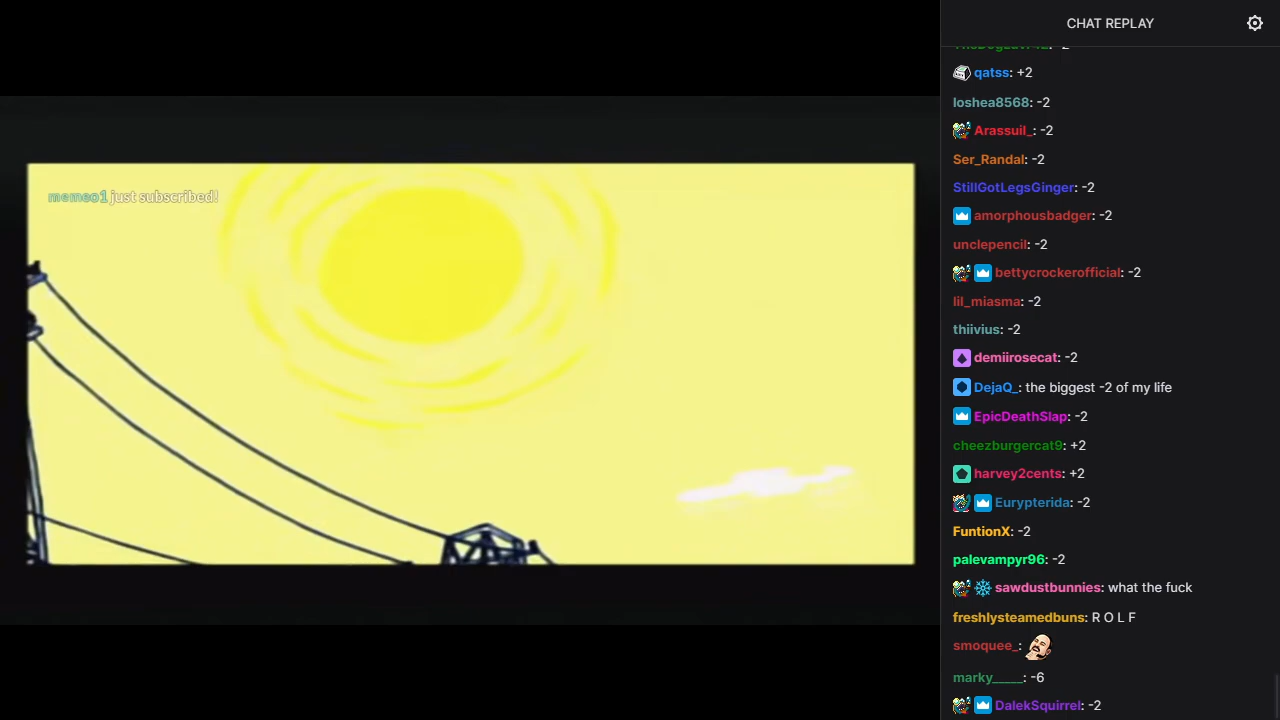 memeo1 just subscribed!
CHAT REPLAY
qatss: +2
loshea8568: -2
Arassuil_: -2
Ser_Randal: -2
StillGotLegsGinger: -2
amorphousbadger: -2
unclepencil: -2
bettycrockerofficial: -2
lil_miasma: -2
thiivius: -2
demiirosecat: -2
DejaQ_: the biggest -2 of my life
EpicDeathSlap: -2
cheezburgercat9: +2
harvey2cents: +2
Eurypterida: -2
FuntionX: -2
palevampyr96: -2
sawdustbunnies: what the fuck
freshlysteamedbuns: R O L F
smoquee_:
marky_____: -6
DalekSquirrel: -2